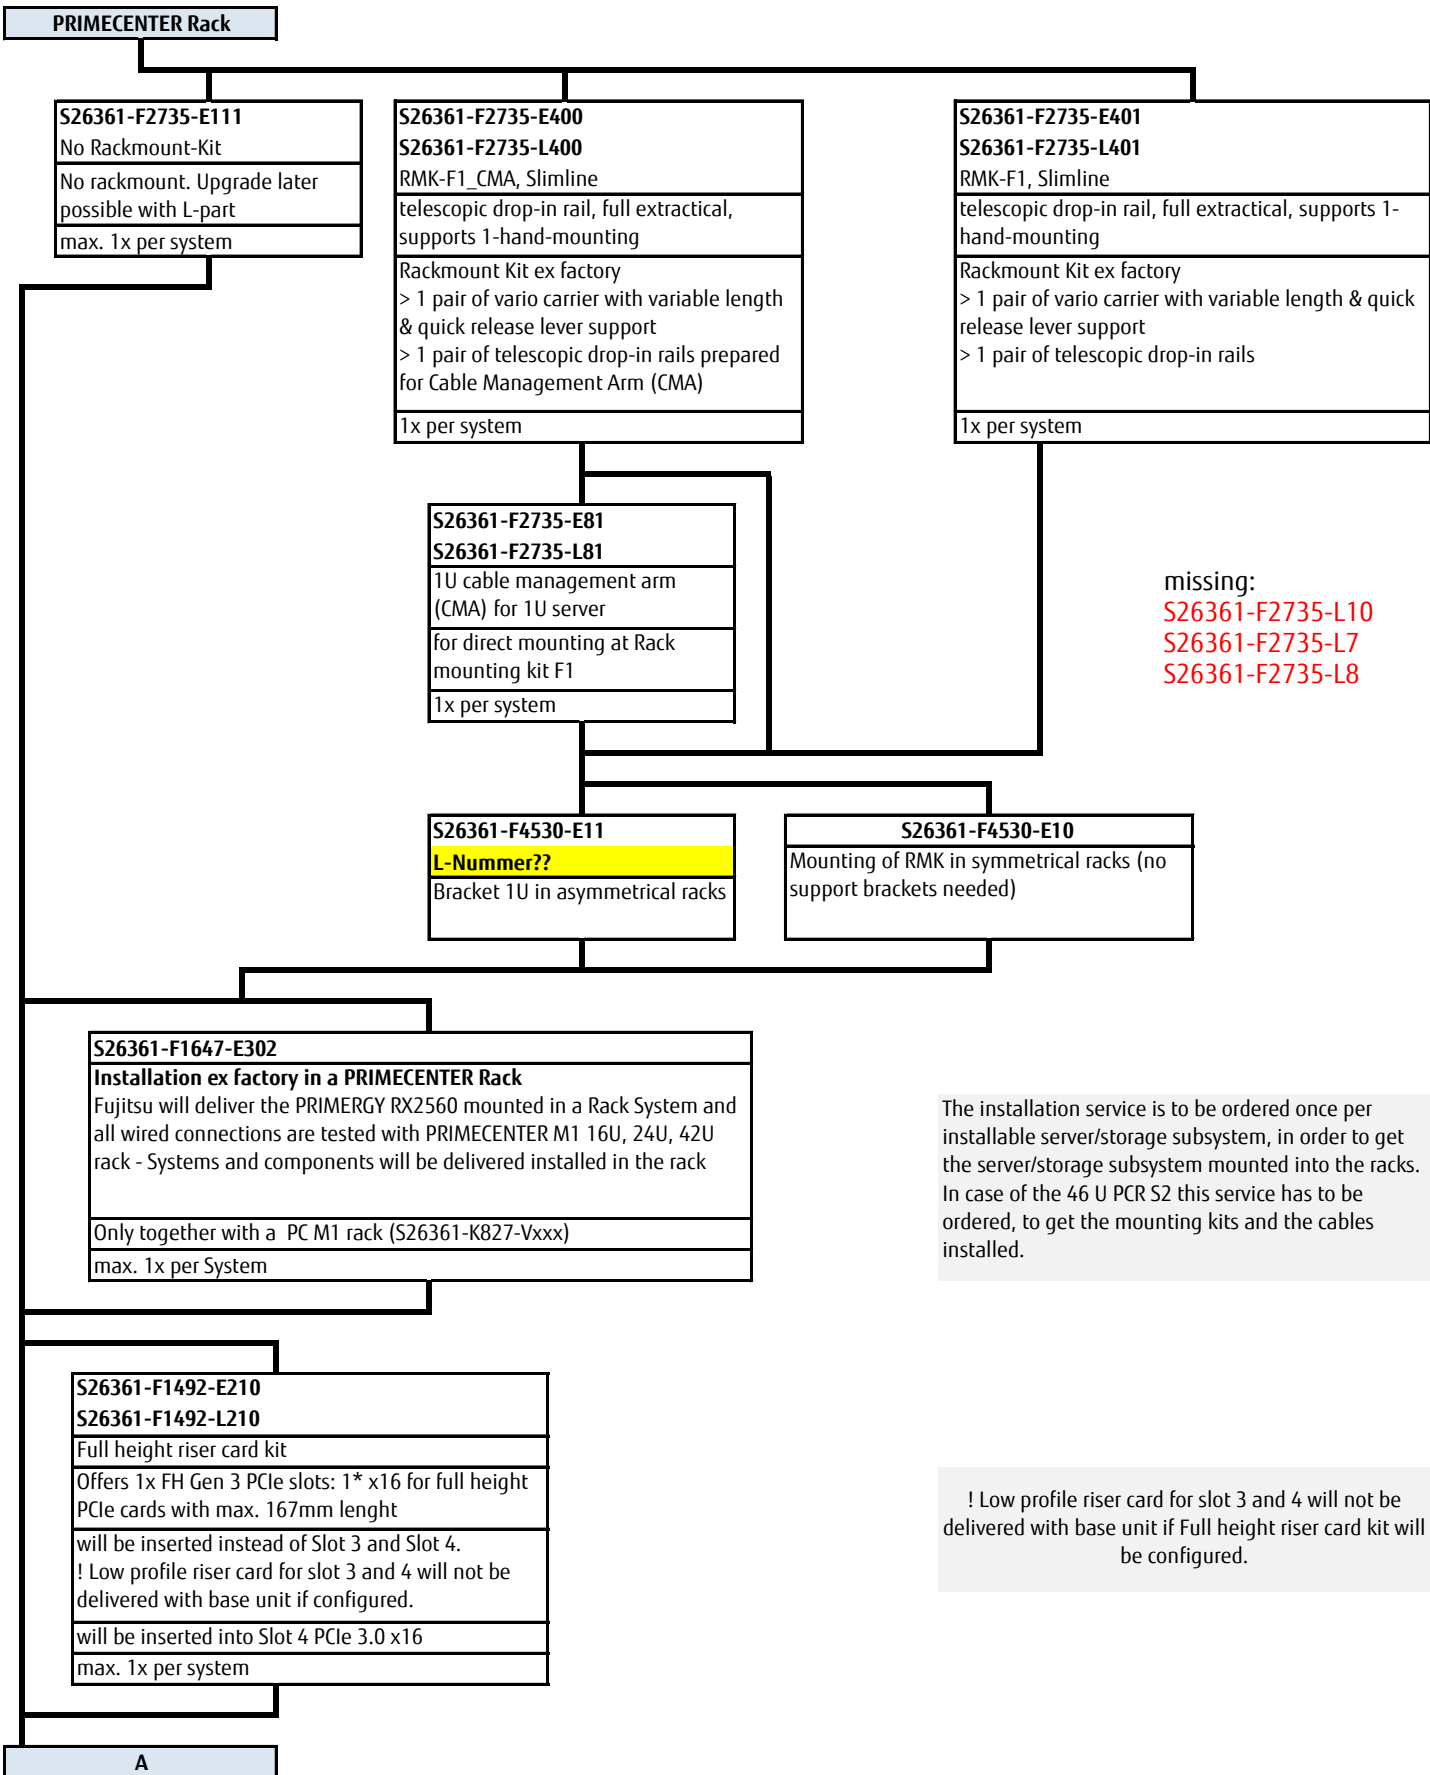 PRIMECENTER Rack
S26361-F2735-E111
No Rackmount-Kit
No rackmount. Upgrade later
possible with L-part
max. 1x per system
S26361-F2735-E400
S26361-F2735-L400
RMK-F1_CMA, Slimline
telescopic drop-in rail, full extractical,
supports 1-hand-mounting
Rackmount Kit ex factory
> 1 pair of vario carrier with variable length
& quick release lever support
> 1 pair of telescopic drop-in rails prepared
for Cable Management Arm (CMA)
1x per system
S26361-F2735-E401
S26361-F2735-L401
RMK-F1, Slimline
telescopic drop-in rail, full extractical, supports 1-
hand-mounting
Rackmount Kit ex factory
> 1 pair of vario carrier with variable length & quick
release lever support
> 1 pair of telescopic drop-in rails
1x per system
S26361-F2735-E81
S26361-F2735-L81
1U cable management arm
(CMA) for 1U server
for direct mounting at Rack
mounting kit F1
1x per system
missing:
S26361-F2735-L10
S26361-F2735-L7
S26361-F2735-L8
S26361-F4530-E11
L-Nummer??
Bracket 1U in asymmetrical racks
S26361-F4530-E10
Mounting of RMK in symmetrical racks (no
support brackets needed)
S26361-F1647-E302
Installation ex factory in a PRIMECENTER Rack
Fujitsu will deliver the PRIMERGY RX2560 mounted in a Rack System and
all wired connections are tested with PRIMECENTER M1 16U, 24U, 42U
rack - Systems and components will be delivered installed in the rack
Only together with a  PC M1 rack (S26361-K827-Vxxx)
max. 1x per System
The installation service is to be ordered once per
installable server/storage subsystem, in order to get
the server/storage subsystem mounted into the racks.
In case of the 46 U PCR S2 this service has to be
ordered, to get the mounting kits and the cables
installed.
S26361-F1492-E210
S26361-F1492-L210
Full height riser card kit
Offers 1x FH Gen 3 PCIe slots: 1* x16 for full height
PCIe cards with max. 167mm lenght
will be inserted instead of Slot 3 and Slot 4.
! Low profile riser card for slot 3 and 4 will not be
delivered with base unit if configured.
will be inserted into Slot 4 PCIe 3.0 x16
max. 1x per system
! Low profile riser card for slot 3 and 4 will not be
delivered with base unit if Full height riser card kit will
be configured.
A